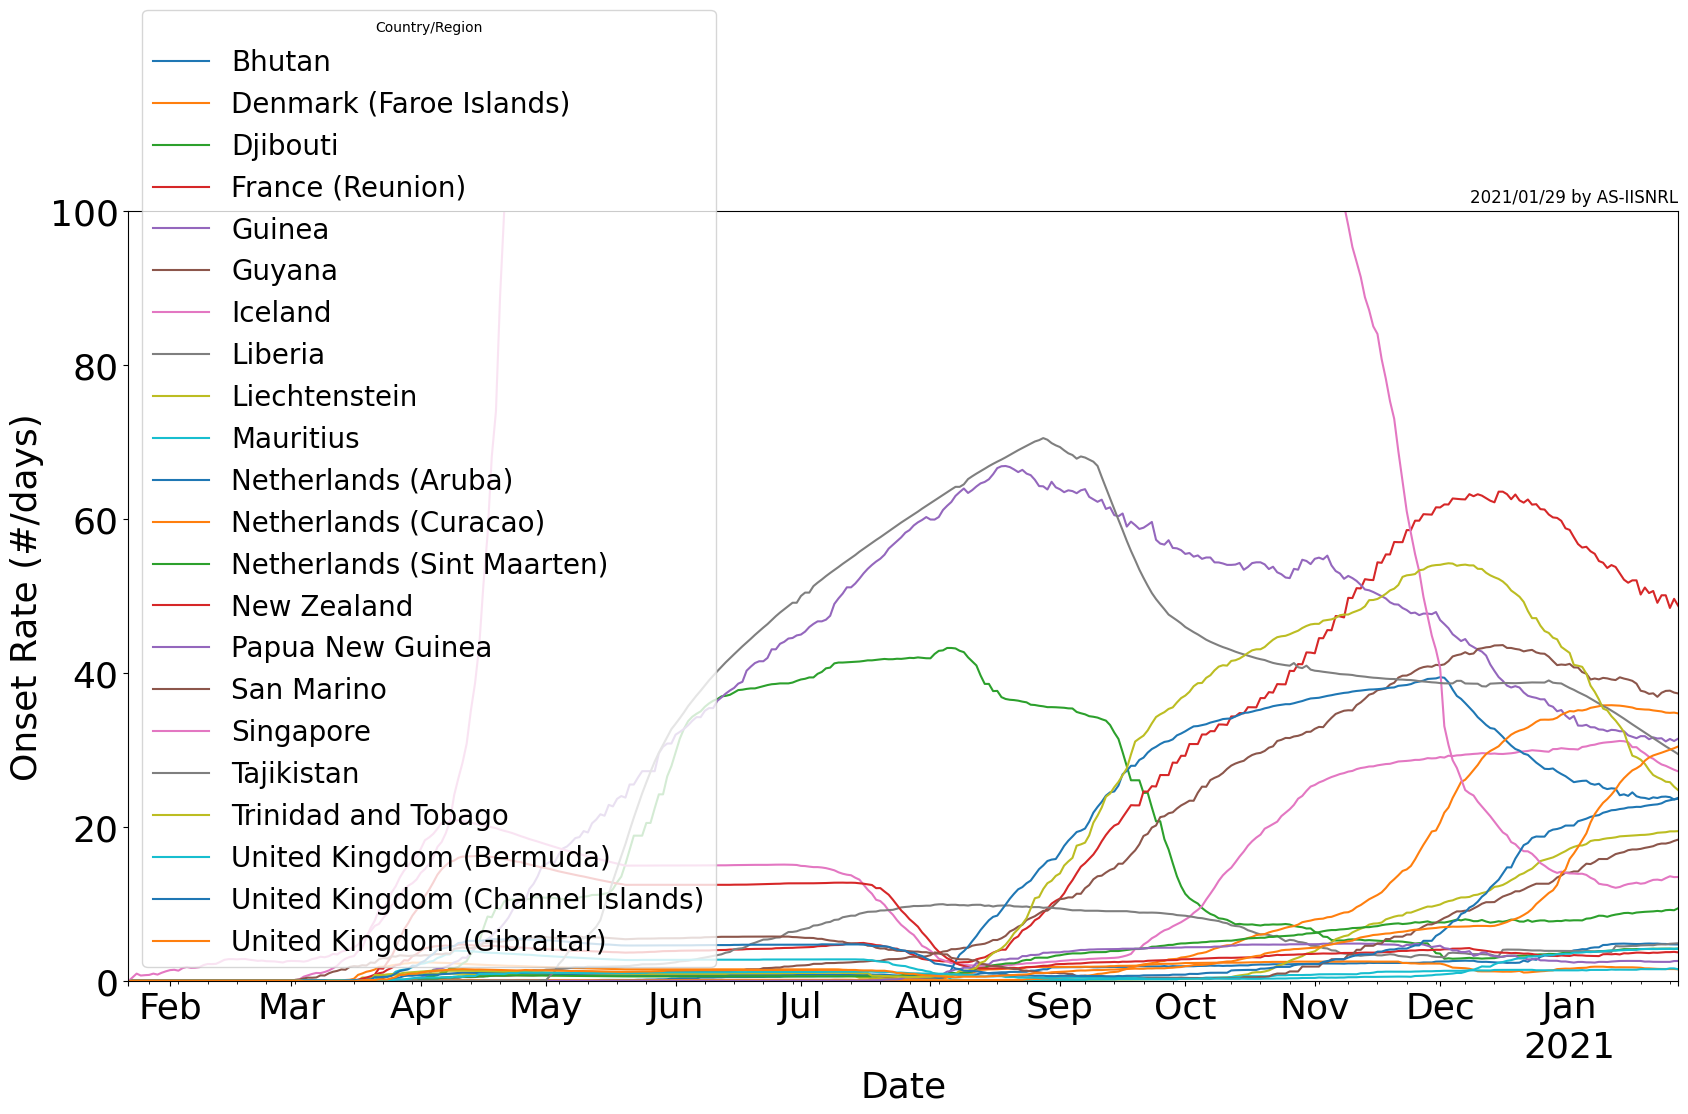 Country/Region
Bhutan
Denmark (Faroe Islands)
Djibouti
France (Reunion)
Guinea
Guyana
Iceland
Liberia
Liechtenstein
Mauritius
Netherlands (Aruba)
Netherlands (Curacao)
Netherlands (Sint Maarten)
New Zealand
Papua New Guinea
San Marino
Singapore
Tajikistan
Trinidad and Tobago
United Kingdom (Bermuda)
United Kingdom (Channel Islands)
United Kingdom (Gibraltar)
2021/01/29 by AS-IISNRL
Onset Rate (#/days)
100
80
60
40
20
0
Feb Mar Apr May Jun Jul Aug Sep Oct Nov Dec Jan
2021
Date